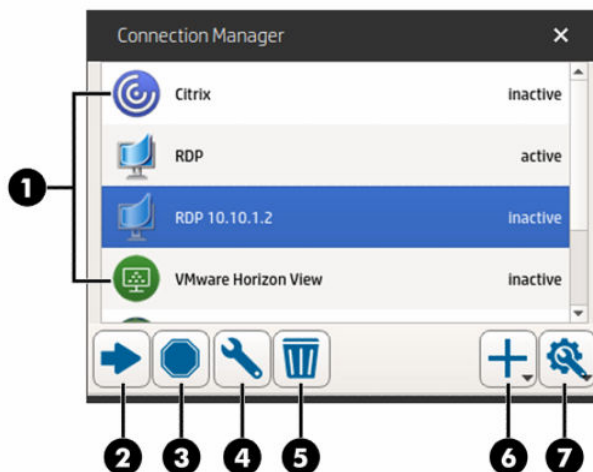 Connection Manager
Citrix inactive
RDP active
1
RDP 10.10.1.2 inactive
VMware Horizon View inactive
2 3 4 5 6 7